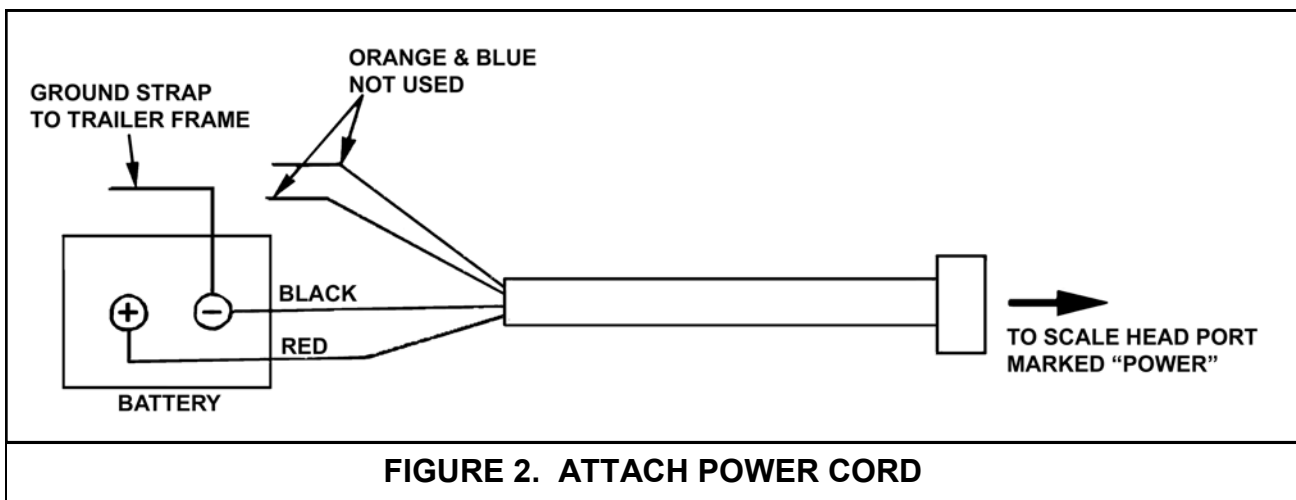 ORANGE & BLUE
NOT USED
GROUND STRAP
TO TRAILER FRAME
BLACK
+
−
RED
BATTERY
TO SCALE HEAD PORT
MARKED “POWER”
FIGURE 2. ATTACH POWER CORD